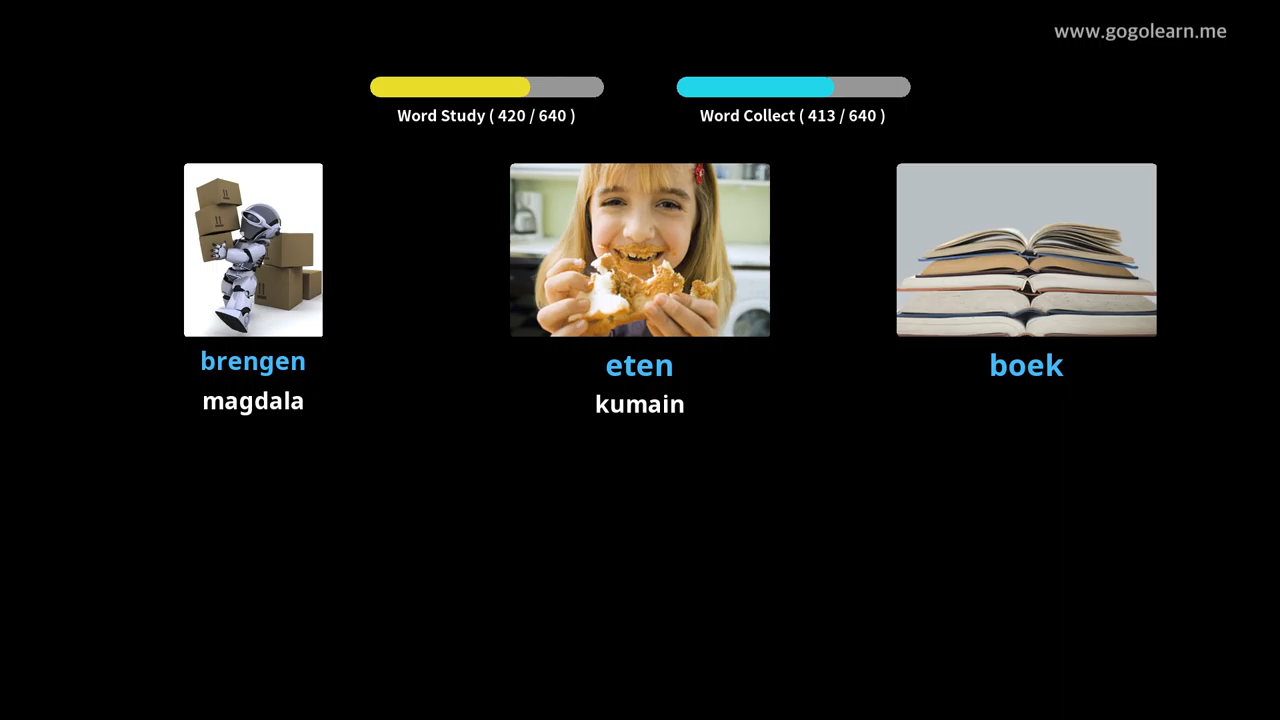 www.gogolearn.me
Word Study ( 420 / 640 )
Word Collect ( 413 / 640 )
brengen
magdala
eten
kumain
boek